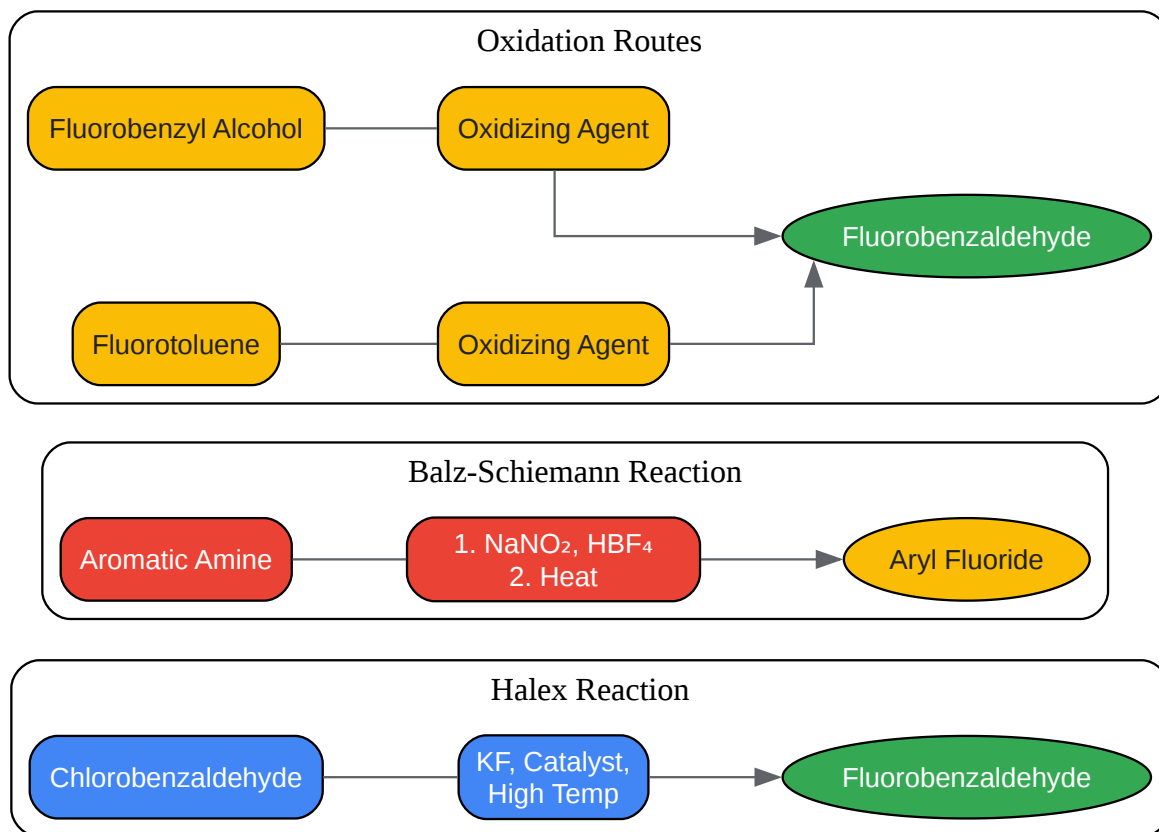 Oxidation Routes
Fluorobenzyl Alcohol
Oxidizing Agent
Fluorobenzaldehyde
Fluorotoluene
Oxidizing Agent
Balz-Schiemann Reaction
Aromatic Amine
1. NaNO₂, HBF₄
2. Heat
Aryl Fluoride
Halex Reaction
Chlorobenzaldehyde
KF, Catalyst,
High Temp
Fluorobenzaldehyde